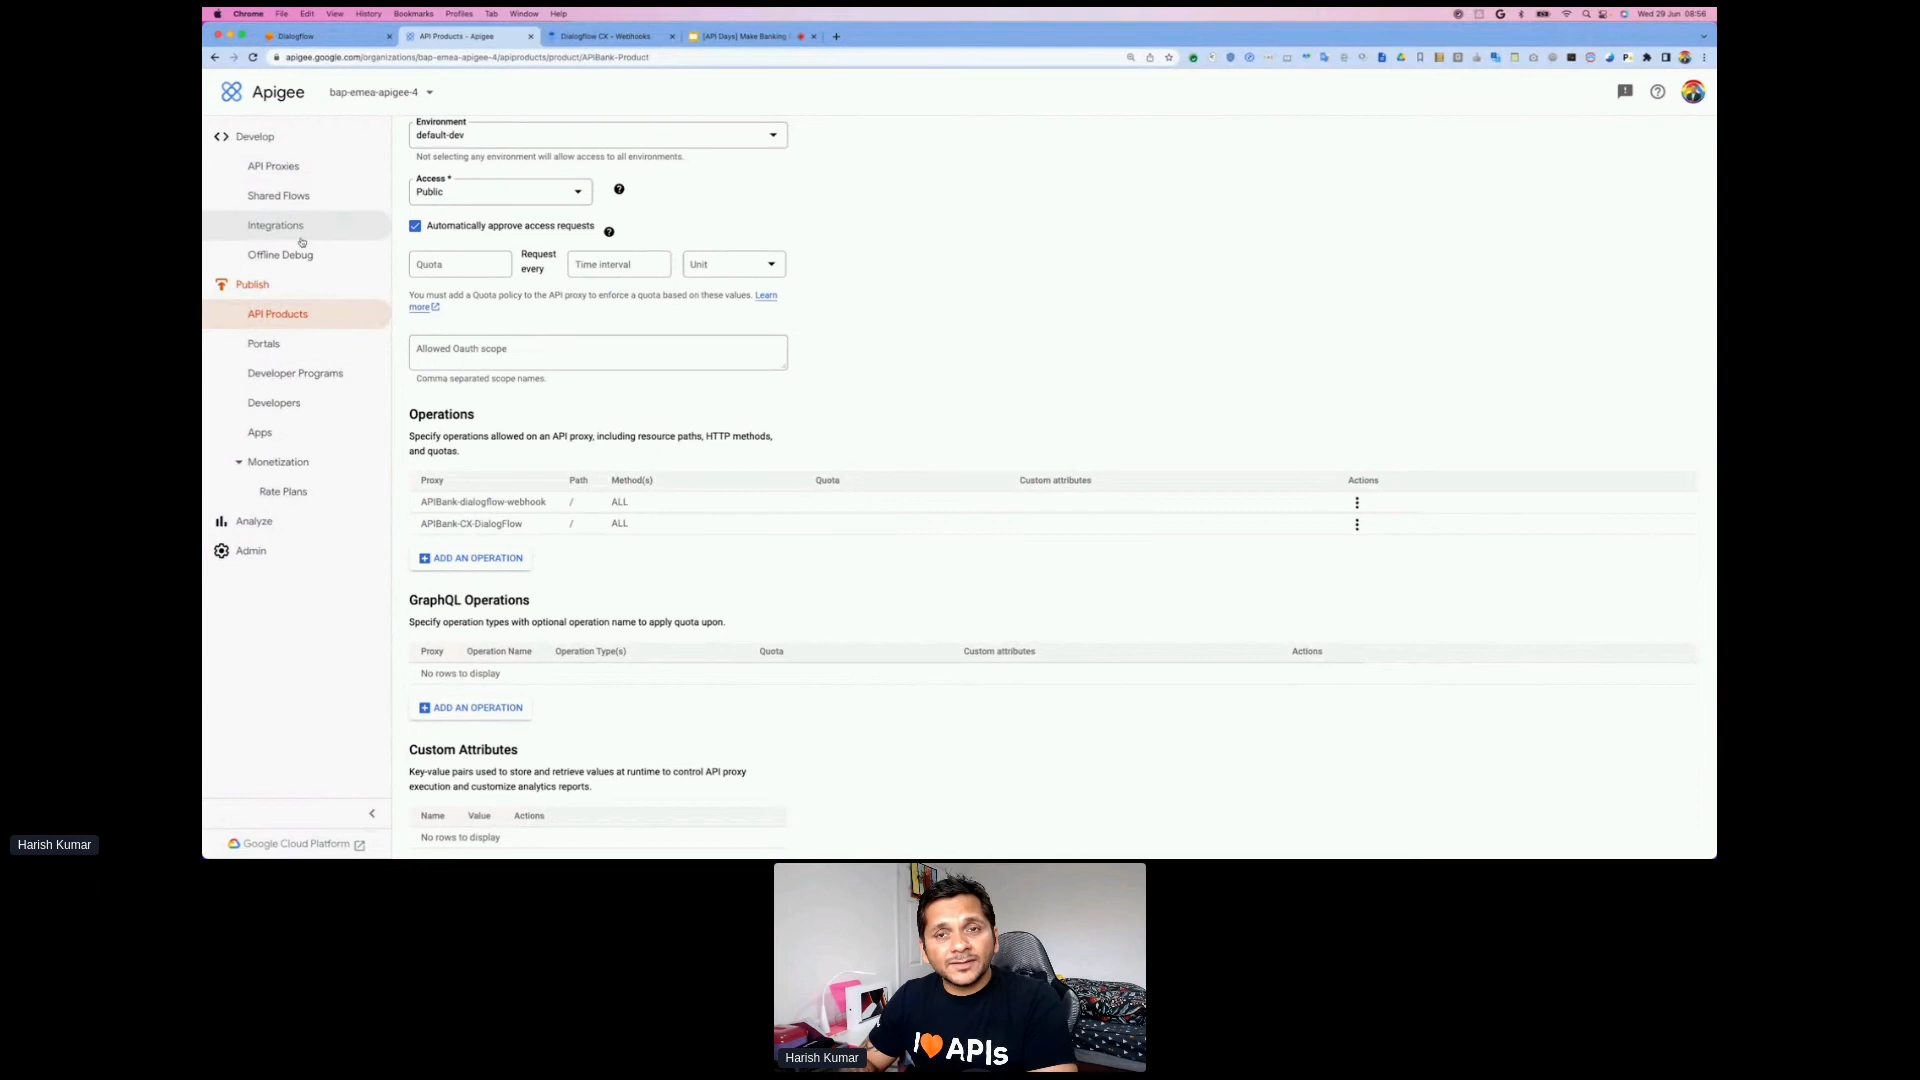 Chrome File Edit View History Bookmarks Profiles Tab Window Help
Wed 29 Jun 08:56
Dialogflow
API Products - Apigee
Dialogflow CX - Webhooks
[API Days] Make Banking
apigee.google.com/organizations/bap-emea-apigee-4/apiproducts/product/APIBank-Product
Apigee
bap-emea-apigee-4
Develop
API Proxies
Shared Flows
Integrations
Offline Debug
Publish
API Products
Portals
Developer Programs
Developers
Apps
Monetization
Rate Plans
Analyze
Admin
Google Cloud Platform
Environment
default-dev
Not selecting any environment will allow access to all environments.
Access *
Public
Automatically approve access requests
Quota
Request every
Time interval
Unit
You must add a Quota policy to the API proxy to enforce a quota based on these values. Learn
more
Allowed Oauth scope
Comma separated scope names.
Operations
Specify operations allowed on an API proxy, including resource paths, HTTP methods,
and quotas.
Proxy Path Method(s) Quota Custom attributes Actions
APIBank-dialogflow-webhook / ALL
APIBank-CX-DialogFlow / ALL
ADD AN OPERATION
GraphQL Operations
Specify operation types with optional operation name to apply quota upon.
Proxy Operation Name Operation Type(s) Quota Custom attributes Actions
No rows to display
ADD AN OPERATION
Custom Attributes
Key-value pairs used to store and retrieve values at runtime to control API proxy
execution and customize analytics reports.
Name Value Actions
No rows to display
Harish Kumar
I APIs
Harish Kumar